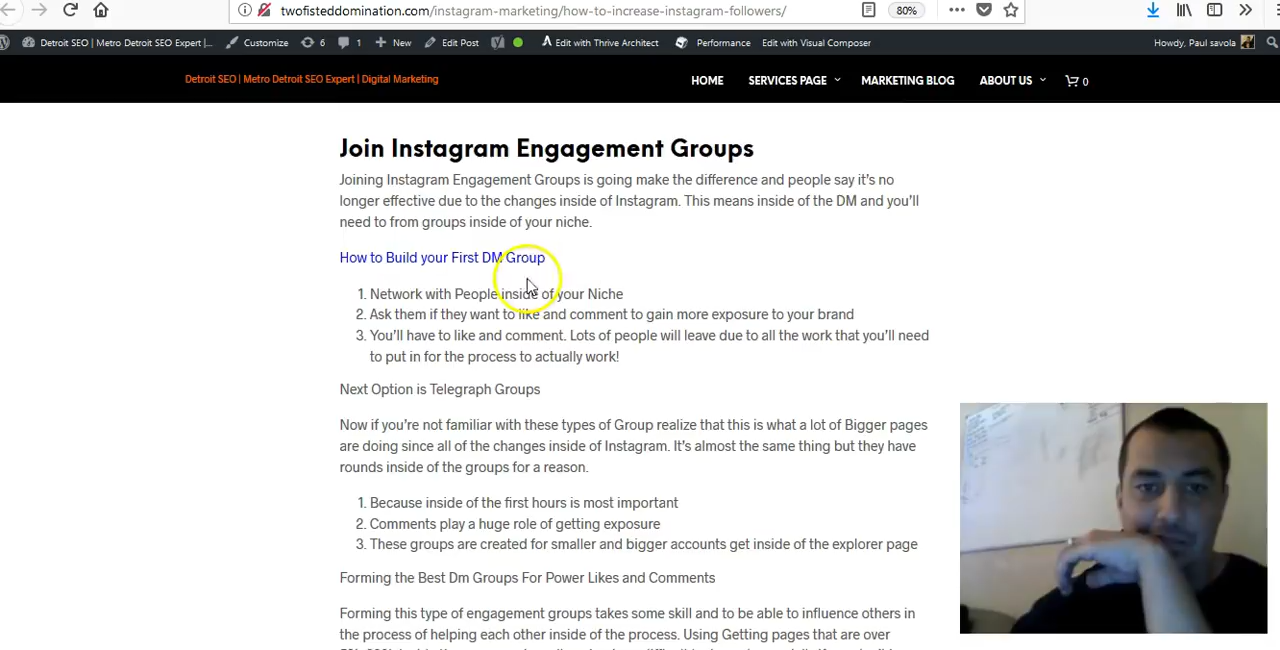 twofisteddomination.com/instagram-marketing/how-to-increase-instagram-followers/
80%
Detroit SEO | Metro Detroit SEO Expert |...
Customize
6
1
New
Edit Post
Edit with Thrive Architect
Performance
Edit with Visual Composer
Howdy, Paul savola
Detroit SEO | Metro Detroit SEO Expert | Digital Marketing
HOME
SERVICES PAGE
MARKETING BLOG
ABOUT US
0
Join Instagram Engagement Groups
Joining Instagram Engagement Groups is going make the difference and people say it's no
longer effective due to the changes inside of Instagram. This means inside of the DM and you'll
need to from groups inside of your niche.
How to Build your First DM Group
1. Network with People inside of your Niche
2. Ask them if they want to like and comment to gain more exposure to your brand
3. You'll have to like and comment. Lots of people will leave due to all the work that you'll need
to put in for the process to actually work!
Next Option is Telegraph Groups
Now if you're not familiar with these types of Group realize that this is what a lot of Bigger pages
are doing since all of the changes inside of Instagram. It's almost the same thing but they have
rounds inside of the groups for a reason.
1. Because inside of the first hours is most important
2. Comments play a huge role of getting exposure
3. These groups are created for smaller and bigger accounts get inside of the explorer page
Forming the Best Dm Groups For Power Likes and Comments
Forming this type of engagement groups takes some skill and to be able to influence others in
the process of helping each other inside of the process. Using Getting pages that are over